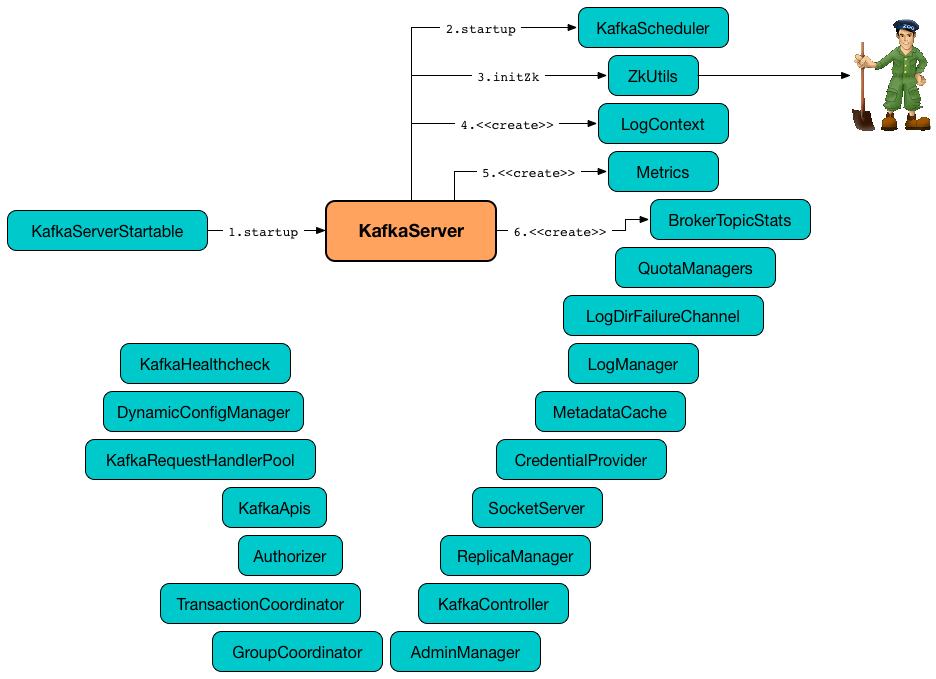 2.startup
KafkaScheduler
ZOO
3.initZk
ZkUtils
4.<<create>>
LogContext
5.<<create>>
Metrics
KafkaServerStartable
1.startup
KafkaServer
6.<<create>>
BrokerTopicStats
QuotaManagers
LogDirFailureChannel
KafkaHealthcheck
LogManager
DynamicConfigManager
MetadataCache
KafkaRequestHandlerPool
CredentialProvider
KafkaApis
SocketServer
Authorizer
ReplicaManager
TransactionCoordinator
KafkaController
GroupCoordinator
AdminManager